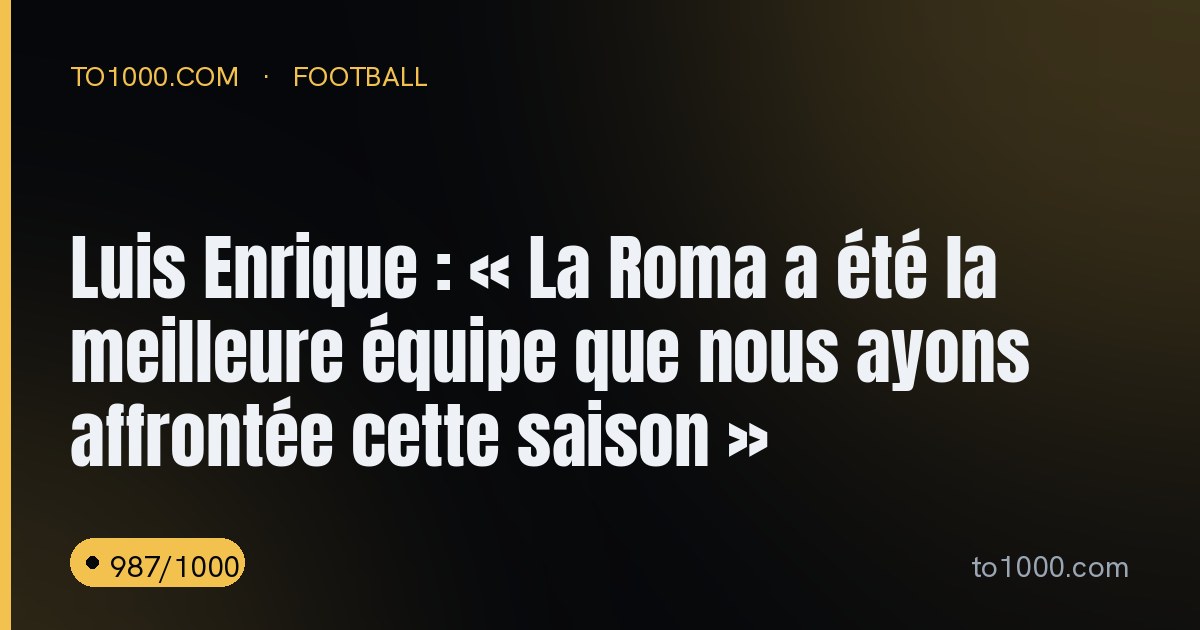 TO1000.COM · FOOTBALL
Luis Enrique : « La Roma a été la
meilleure équipe que nous ayons
affrontée cette saison »
987/1000
to1000.com